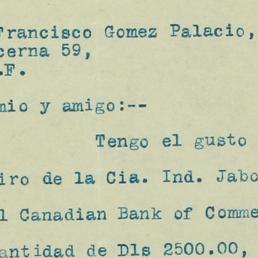 Francisco Gomez Palacio,
cerna 59,
.F.
mio y amigo:--
Tengo el gusto
iro de la Cia. Ind. Jabo
l Canadian Bank of Comme
antidad de Dls 2500.00,